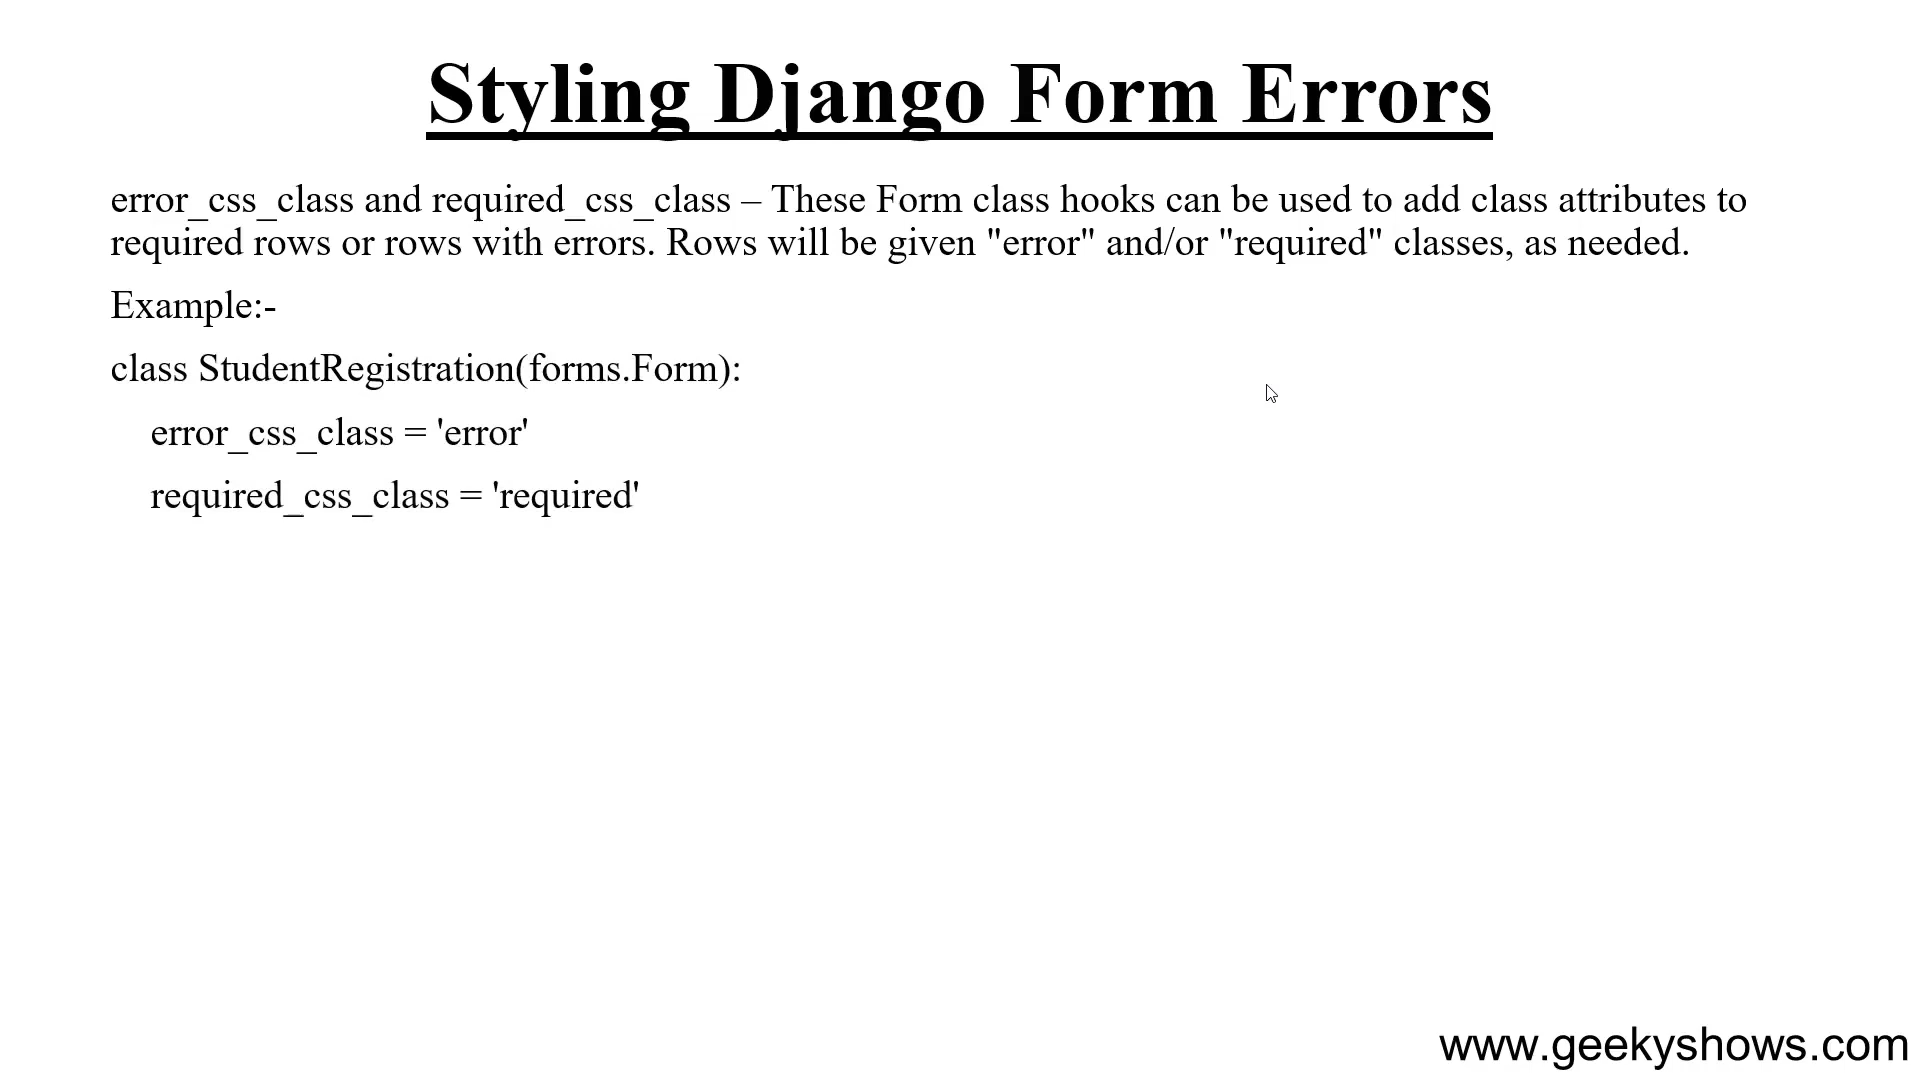 Styling Django Form Errors
error_css_class and required_css_class – These Form class hooks can be used to add class attributes to
required rows or rows with errors. Rows will be given "error" and/or "required" classes, as needed.
Example:-
class StudentRegistration(forms.Form):
error_css_class = 'error'
required_css_class = 'required'
www.geekyshows.com